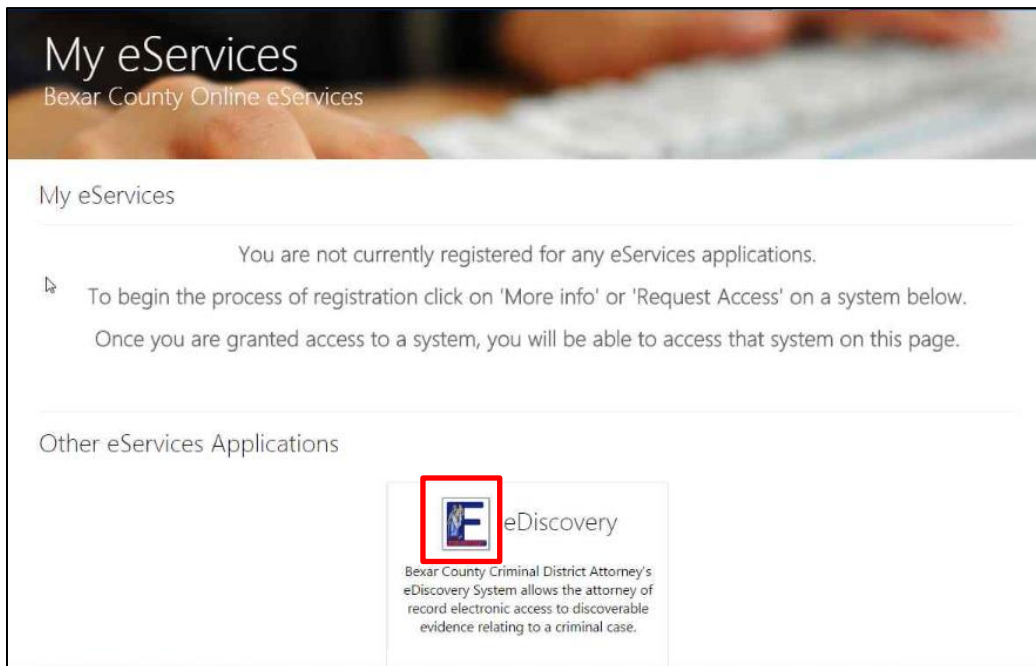 My eServices
Bexar County Online eServices
My eServices
You are not currently registered for any eServices applications.
To begin the process of registration click on 'More info' or 'Request Access' on a system below.
Once you are granted access to a system, you will be able to access that system on this page.
Other eServices Applications
E
eDiscovery
Bexar County Criminal District Attorney's
eDiscovery System allows the attorney of
record electronic access to discoverable
evidence relating to a criminal case.